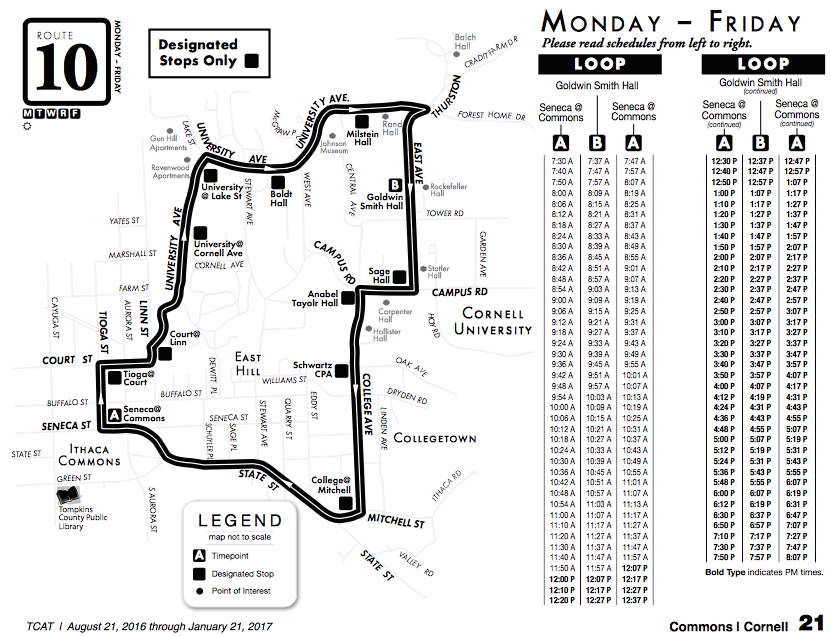 ROUTE
10
MONDAY – FRIDAY
M T W R F
Designated
Stops Only
Balch
Hall
CRADIT FARM DR
THURSTON
FOREST HOME DR
UNIVERSITY AVE.
McGRAW P
Milstein
Hall
Rand
Hall
Johnson
Museum
LAKE ST
UNIVERSITY
AVE
Gun Hill
Apartments
Ravenwood
Apartments
University
@ Lake St
STEWART AVE
Boldt
Hall
WEST AVE
CENTRAL AVE
EAST AVE
B
Goldwin
Smith Hall
Rockefeller
Hall
TOWER RD
YATES ST
UNIVERSITY AVE
University@
Cornell Ave
CORNELL AVE
MARSHALL ST
CAMPUS RD
GARDEN AVE
Sage
Hall
Statler
Hall
FARM ST
Anabel
Tayolr Hall
CAMPUS RD
CORNELL
UNIVERSITY
CAYUGA ST
TIOGA ST
AURORA ST
LINN ST
Carpenter
Hall
Hollister
Hall
HOY RD
Court@
Linn
COURT ST
EAST
HILL
DEWITT PL
Schwartz
CPA
OAK AVE
Tioga@
Court
WILLIAMS ST
BUFFALO ST
BUFFALO ST
EDDY ST
COLLEGE AVE
DRYDEN RD
A
Seneca@
Commons
SENECA ST
SENECA ST
SCHUYLER PL
SAGE PL
STEWART AVE
QUARRY ST
LINDEN AVE
COLLEGETOWN
STATE ST
ITHACA
COMMONS
GREEN ST
STATE ST
College@
Mitchell
ITHACA RD
Tompkins
County Public
Library
S AURORA ST
MITCHELL ST
STATE ST
VALLEY RD
LEGEND
map not to scale
A Timepoint
Designated Stop
Point of Interest
MONDAY – FRIDAY
Please read schedules from left to right.
LOOP
Goldwyn Smith Hall
Seneca @
Commons
Seneca @
Commons
A B A
7:30 A 7:37 A 7:47 A
7:40 A 7:47 A 7:57 A
7:50 A 7:57 A 8:07 A
8:00 A 8:09 A 8:19 A
8:06 A 8:15 A 8:25 A
8:12 A 8:21 A 8:31 A
8:18 A 8:27 A 8:37 A
8:24 A 8:33 A 8:43 A
8:30 A 8:39 A 8:49 A
8:36 A 8:45 A 8:55 A
8:42 A 8:51 A 9:01 A
8:48 A 8:57 A 9:07 A
8:54 A 9:03 A 9:13 A
9:00 A 9:09 A 9:19 A
9:06 A 9:15 A 9:25 A
9:12 A 9:21 A 9:31 A
9:18 A 9:27 A 9:37 A
9:24 A 9:33 A 9:43 A
9:30 A 9:39 A 9:49 A
9:36 A 9:45 A 9:55 A
9:42 A 9:51 A 10:01 A
9:48 A 9:57 A 10:07 A
9:54 A 10:03 A 10:13 A
10:00 A 10:09 A 10:19 A
10:06 A 10:15 A 10:25 A
10:12 A 10:21 A 10:31 A
10:18 A 10:27 A 10:37 A
10:24 A 10:33 A 10:43 A
10:30 A 10:39 A 10:49 A
10:36 A 10:45 A 10:55 A
10:42 A 10:51 A 11:01 A
10:48 A 10:57 A 11:07 A
10:54 A 11:03 A 11:13 A
11:00 A 11:07 A 11:17 A
11:10 A 11:17 A 11:27 A
11:20 A 11:27 A 11:37 A
11:30 A 11:37 A 11:47 A
11:40 A 11:47 A 11:57 A
11:50 A 11:57 A 12:07 P
12:00 P 12:07 P 12:17 P
12:10 P 12:17 P 12:27 P
12:20 P 12:27 P 12:37 P
LOOP
Goldwyn Smith Hall
(continued)
Seneca @
Commons
(continued)
Seneca @
Commons
(continued)
A B A
12:30 P 12:37 P 12:47 P
12:40 P 12:47 P 12:57 P
12:50 P 12:57 P 1:07 P
1:00 P 1:07 P 1:17 P
1:10 P 1:17 P 1:27 P
1:20 P 1:27 P 1:37 P
1:30 P 1:37 P 1:47 P
1:40 P 1:47 P 1:57 P
1:50 P 1:57 P 2:07 P
2:00 P 2:07 P 2:17 P
2:10 P 2:17 P 2:27 P
2:20 P 2:27 P 2:37 P
2:30 P 2:37 P 2:47 P
2:40 P 2:47 P 2:57 P
2:50 P 2:57 P 3:07 P
3:00 P 3:07 P 3:17 P
3:10 P 3:17 P 3:27 P
3:20 P 3:27 P 3:37 P
3:30 P 3:37 P 3:47 P
3:40 P 3:47 P 3:57 P
3:50 P 3:57 P 4:07 P
4:00 P 4:07 P 4:17 P
4:12 P 4:19 P 4:31 P
4:24 P 4:31 P 4:43 P
4:36 P 4:43 P 4:55 P
4:48 P 4:55 P 5:07 P
5:00 P 5:07 P 5:19 P
5:12 P 5:19 P 5:31 P
5:24 P 5:31 P 5:43 P
5:36 P 5:43 P 5:55 P
5:48 P 5:55 P 6:07 P
6:00 P 6:07 P 6:19 P
6:12 P 6:19 P 6:31 P
6:30 P 6:37 P 6:47 P
6:50 P 6:57 P 7:07 P
7:10 P 7:17 P 7:27 P
7:30 P 7:37 P 7:47 P
7:50 P 7:57 P 8:07 P
Bold Type indicates PM times.
TCAT | August 21, 2016 through January 21, 2017
Commons | Cornell 21